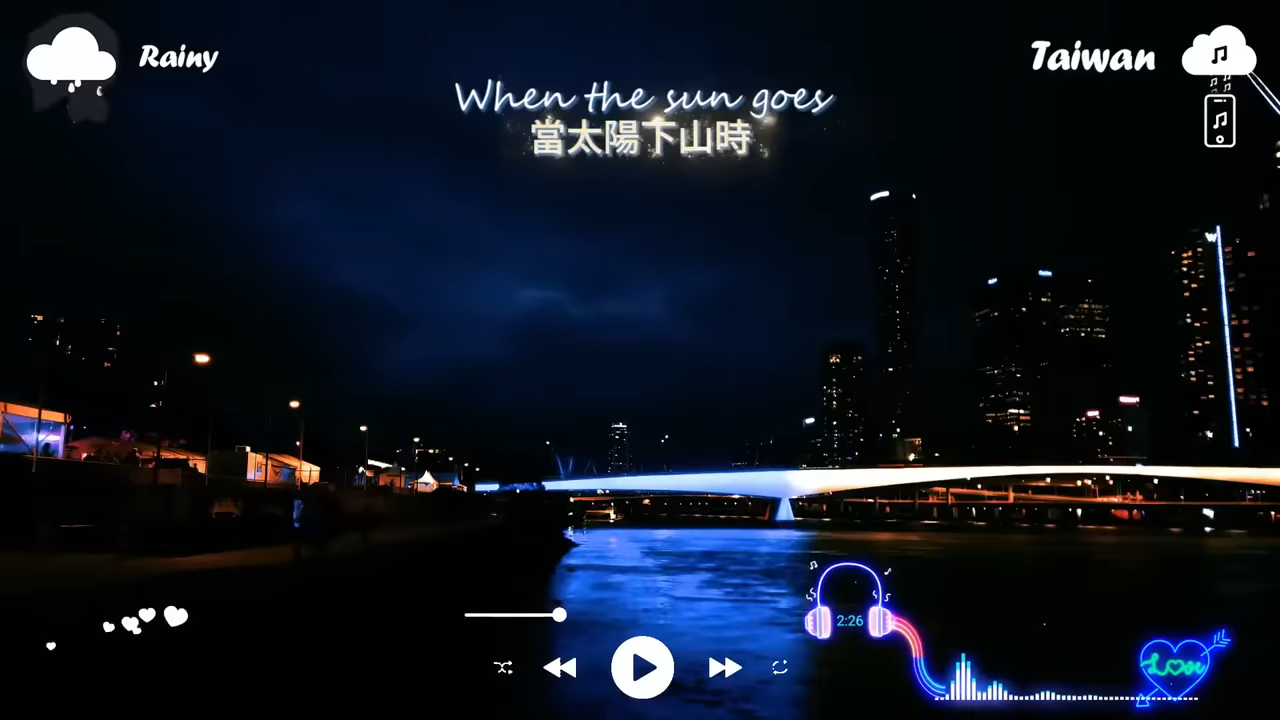 Rainy
Taiwan
When the sun goes
當太陽下山時
W
2:26
Love